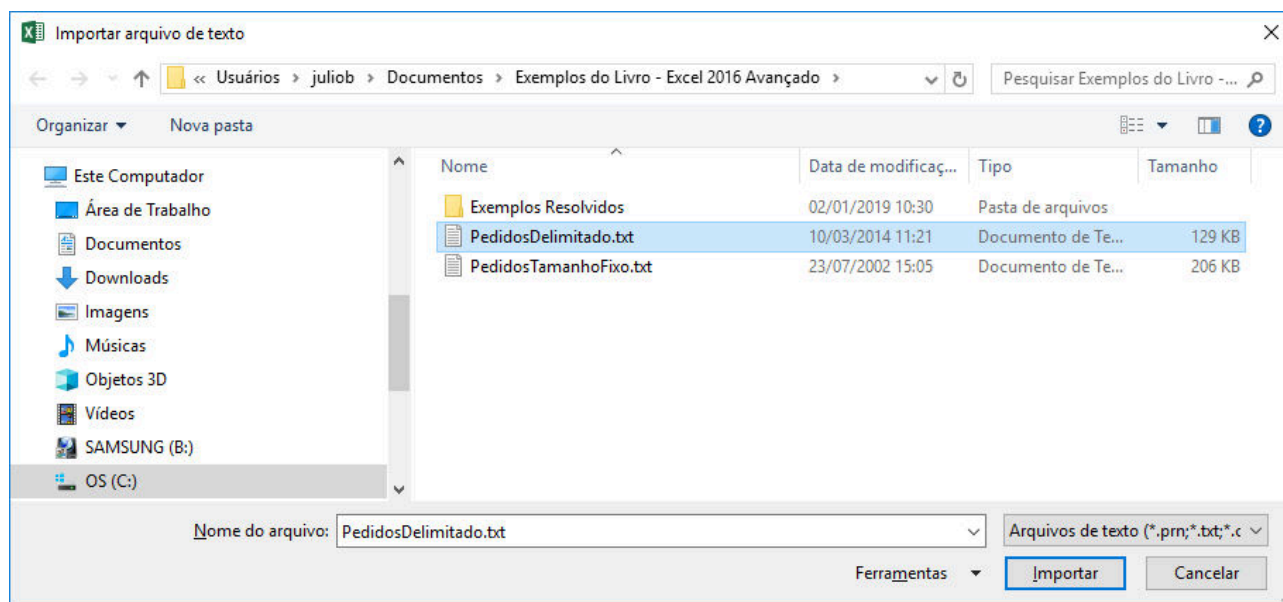 Importar arquivo de texto
« Usuários › juliob › Documentos › Exemplos do Livro - Excel 2016 Avançado ›
Pesquisar Exemplos do Livro -...
Organizar Nova pasta
?
Nome Data de modificaç... Tipo Tamanho
Este Computador
Área de Trabalho
Documentos
Downloads
Imagens
Músicas
Objetos 3D
Vídeos
SAMSUNG (B:)
OS (C:)
Exemplos Resolvidos 02/01/2019 10:30 Pasta de arquivos
PedidosDelimitado.txt 10/03/2014 11:21 Documento de Te... 129 KB
PedidosTamanhoFixo.txt 23/07/2002 15:05 Documento de Te... 206 KB
Nome do arquivo: PedidosDelimitado.txt Arquivos de texto (*.prn;*.txt;*.c
Ferramentas Importar Cancelar